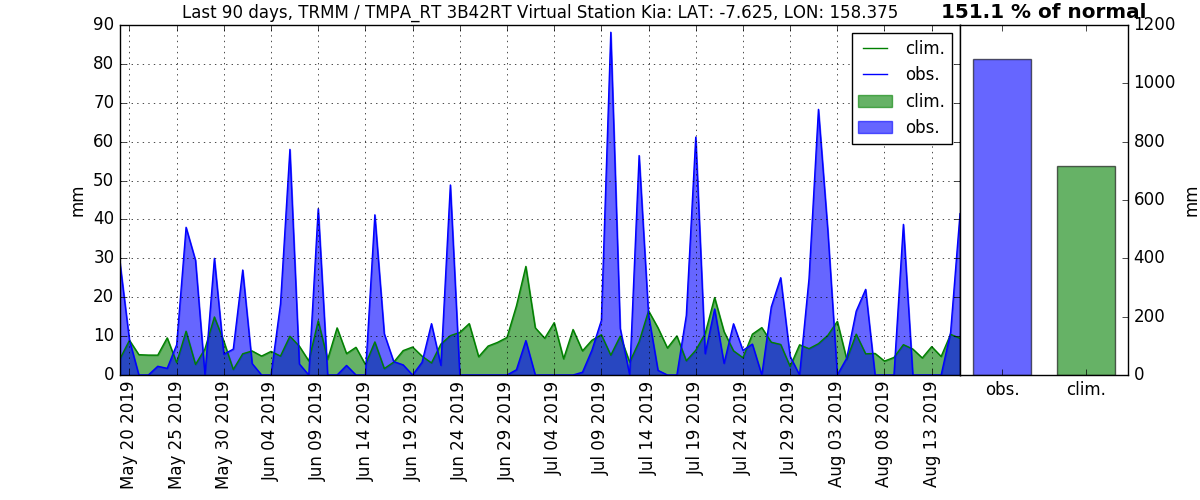 Last 90 days, TRMM / TMPA_RT 3B42RT Virtual Station Kia: LAT: -7.625, LON: 158.375
151.1 % of normal
90
80
70
60
50
40
30
20
10
0
mm
clim.
obs.
clim.
obs.
1200
1000
800
600
400
200
0
mm
May 20 2019
May 25 2019
May 30 2019
Jun 04 2019
Jun 09 2019
Jun 14 2019
Jun 19 2019
Jun 24 2019
Jun 29 2019
Jul 04 2019
Jul 09 2019
Jul 14 2019
Jul 19 2019
Jul 24 2019
Jul 29 2019
Aug 03 2019
Aug 08 2019
Aug 13 2019
obs.
clim.